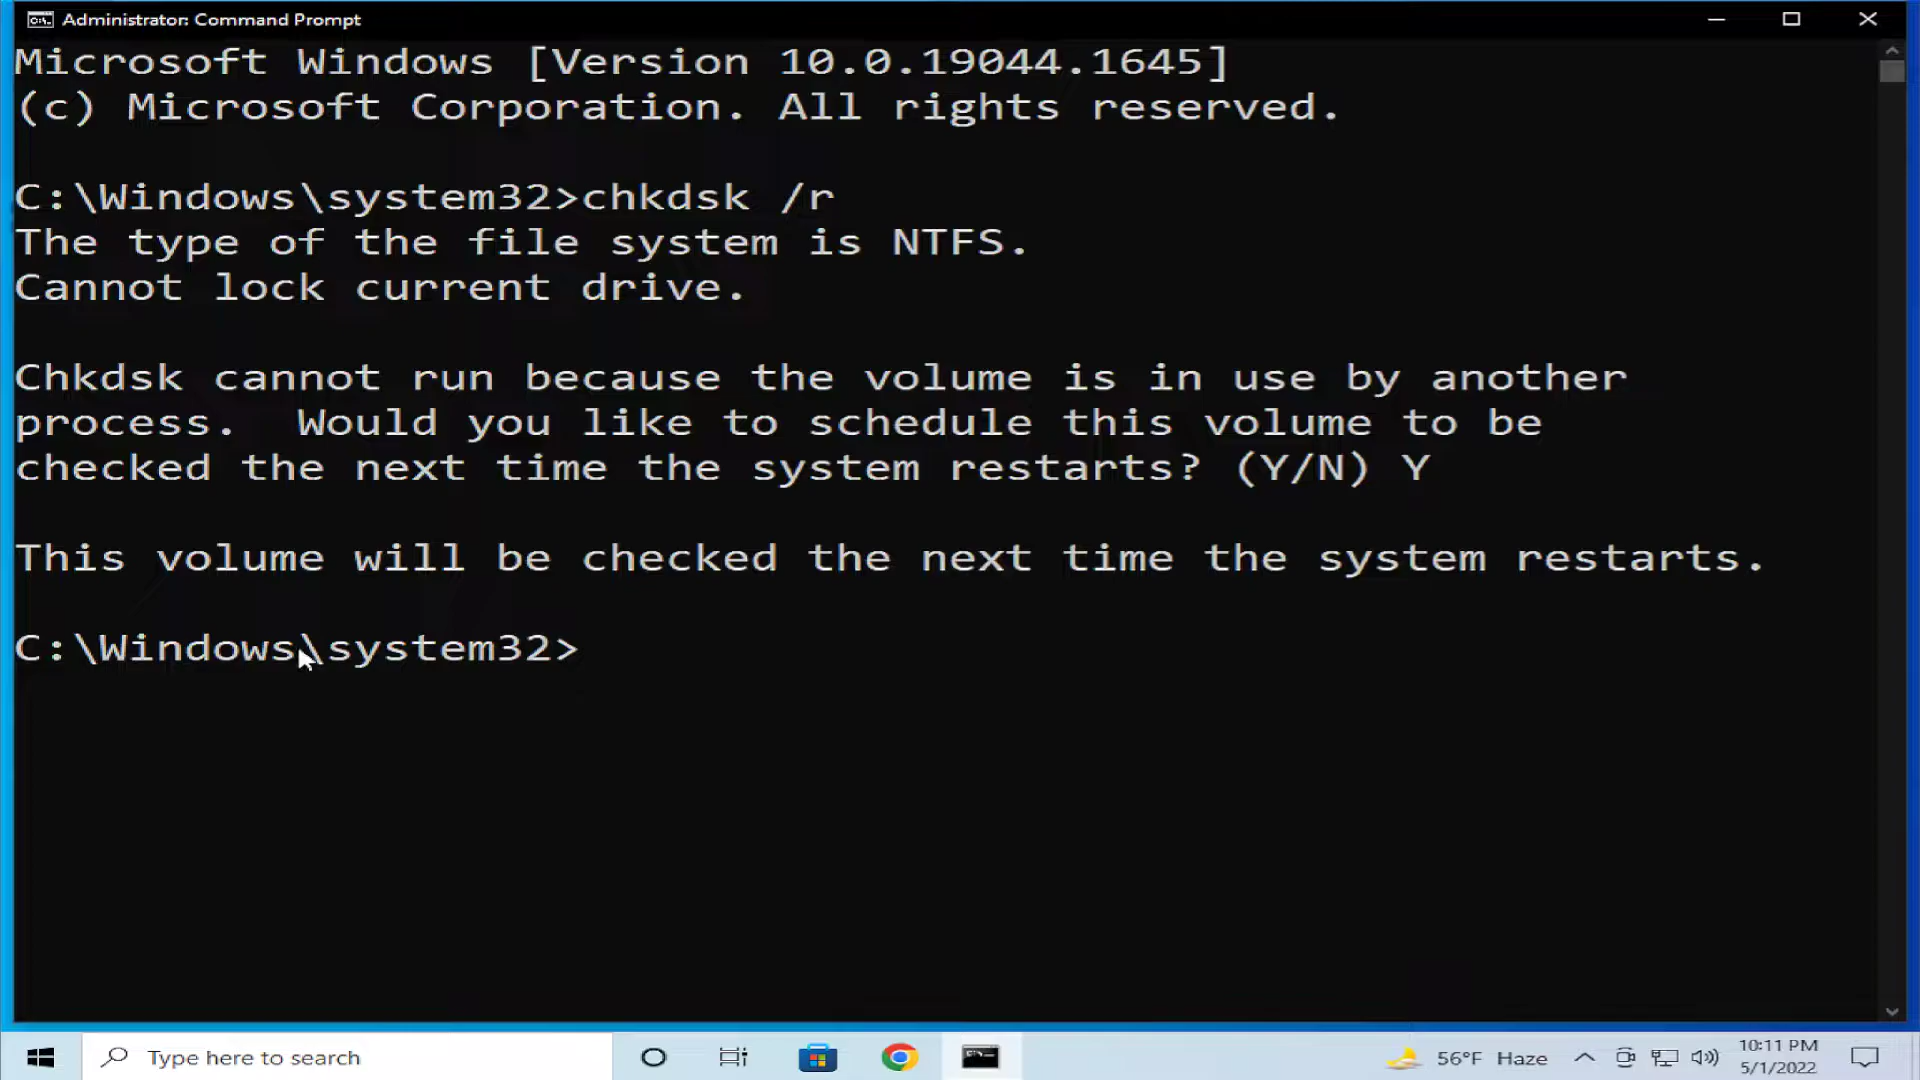 Administrator: Command Prompt
Microsoft Windows [Version 10.0.19044.1645]
(c) Microsoft Corporation. All rights reserved.
C:\Windows\system32>chkdsk /r
The type of the file system is NTFS.
Cannot lock current drive.
Chkdsk cannot run because the volume is in use by another
process.  Would you like to schedule this volume to be
checked the next time the system restarts? (Y/N) Y
This volume will be checked the next time the system restarts.
C:\Windows\system32>
Type here to search
56°F Haze
10:11 PM
5/1/2022